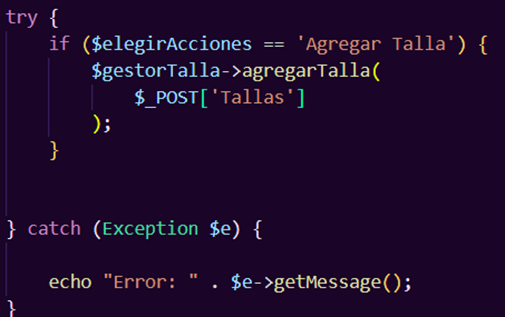 try {
if ($elegirAcciones == 'Agregar Talla') {
$gestorTalla->agregarTalla(
$_POST['Tallas']
);
}
} catch (Exception $e) {
echo "Error: " . $e->getMessage();
}